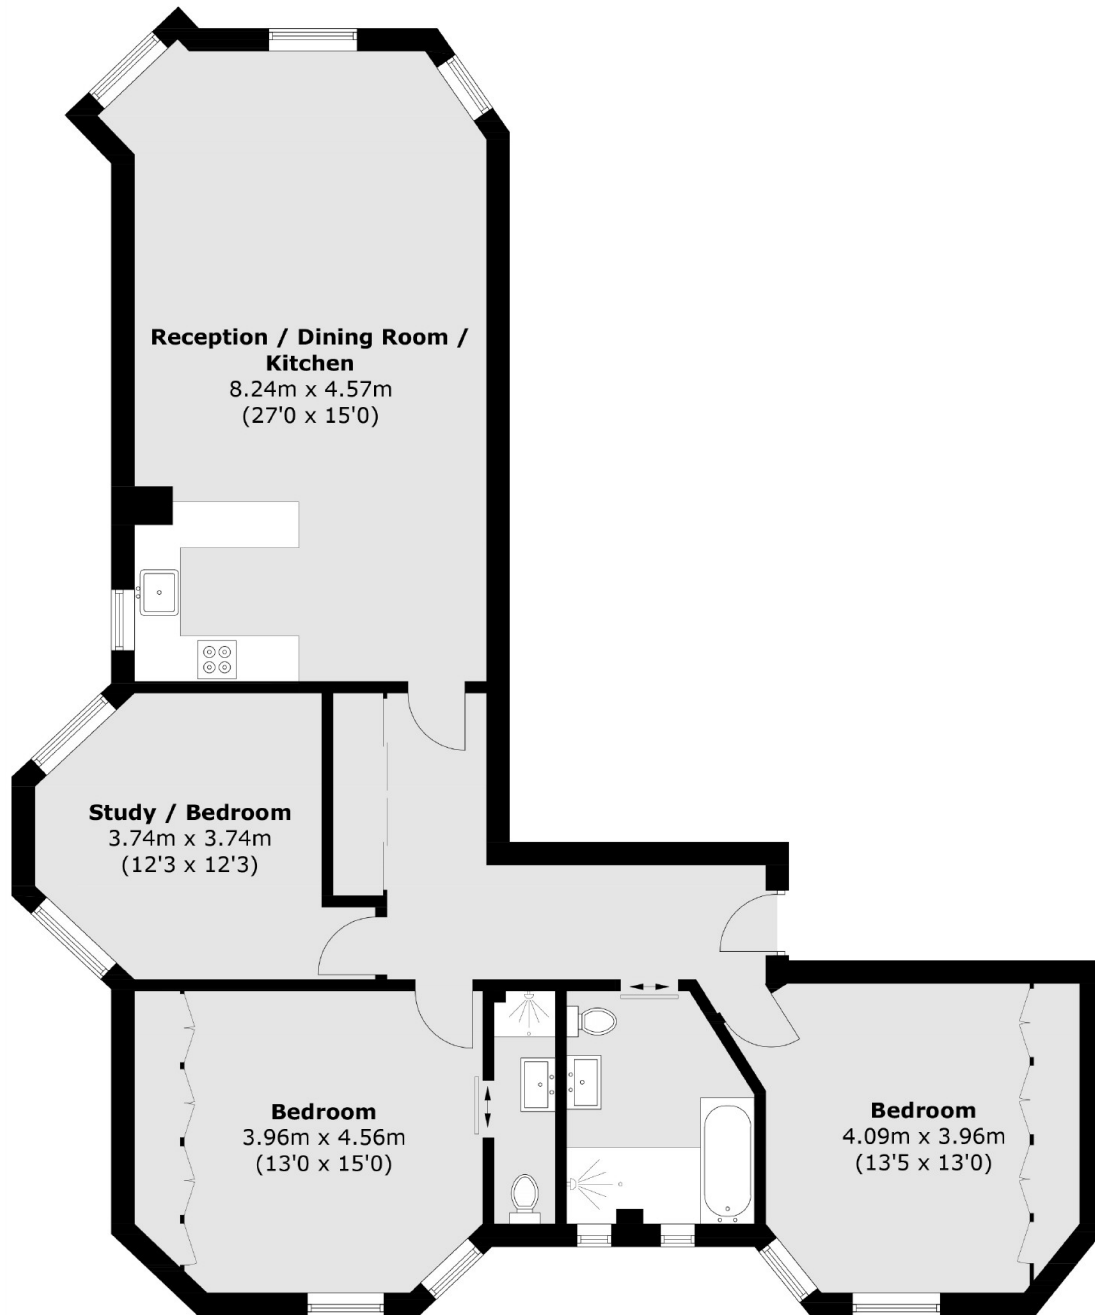 Reception / Dining Room /
Kitchen
8.24m x 4.57m
(27'0 x 15'0)
Study / Bedroom
3.74m x 3.74m
(12'3 x 12'3)
Bedroom
3.96m x 4.56m
(13'0 x 15'0)
Bedroom
4.09m x 3.96m
(13'5 x 13'0)